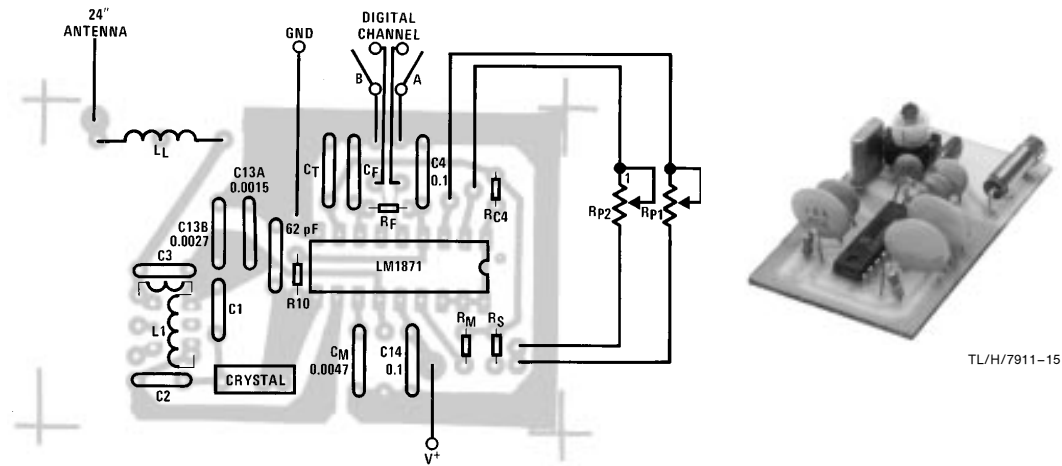 24"
ANTENNA
GND
DIGITAL
CHANNEL
B
A
LL
C13A
0.0015
CT
CF
C4
0.1
RC4
RF
1
RP2
RP1
C13B
0.0027
62 pF
C3
LM1871
R10
C1
L1
RM
RS
CM
0.0047
C14
0.1
CRYSTAL
C2
V+
TL/H/7911–15